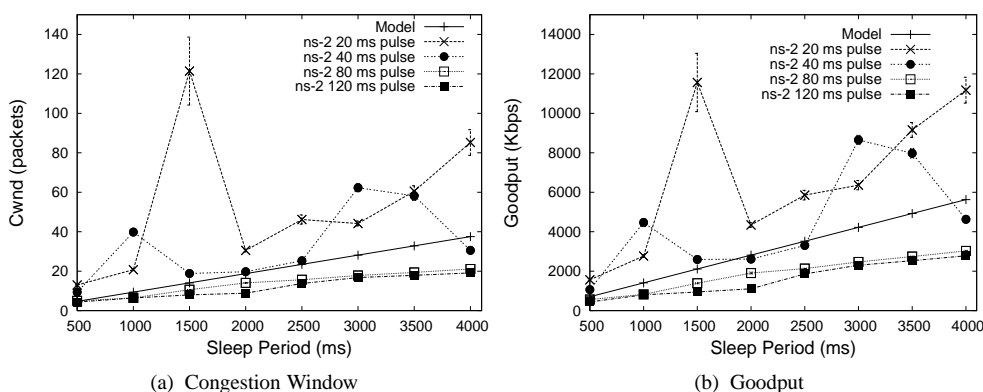 140
120
100
80
60
40
20
0
500 1000 1500 2000 2500 3000 3500 4000
Cwnd (packets)
Sleep Period (ms)
Model
ns-2 20 ms pulse
ns-2 40 ms pulse
ns-2 80 ms pulse
ns-2 120 ms pulse
(a) Congestion Window
14000
12000
10000
8000
6000
4000
2000
0
500 1000 1500 2000 2500 3000 3500 4000
Goodput (Kbps)
Sleep Period (ms)
Model
ns-2 20 ms pulse
ns-2 40 ms pulse
ns-2 80 ms pulse
ns-2 120 ms pulse
(b) Goodput